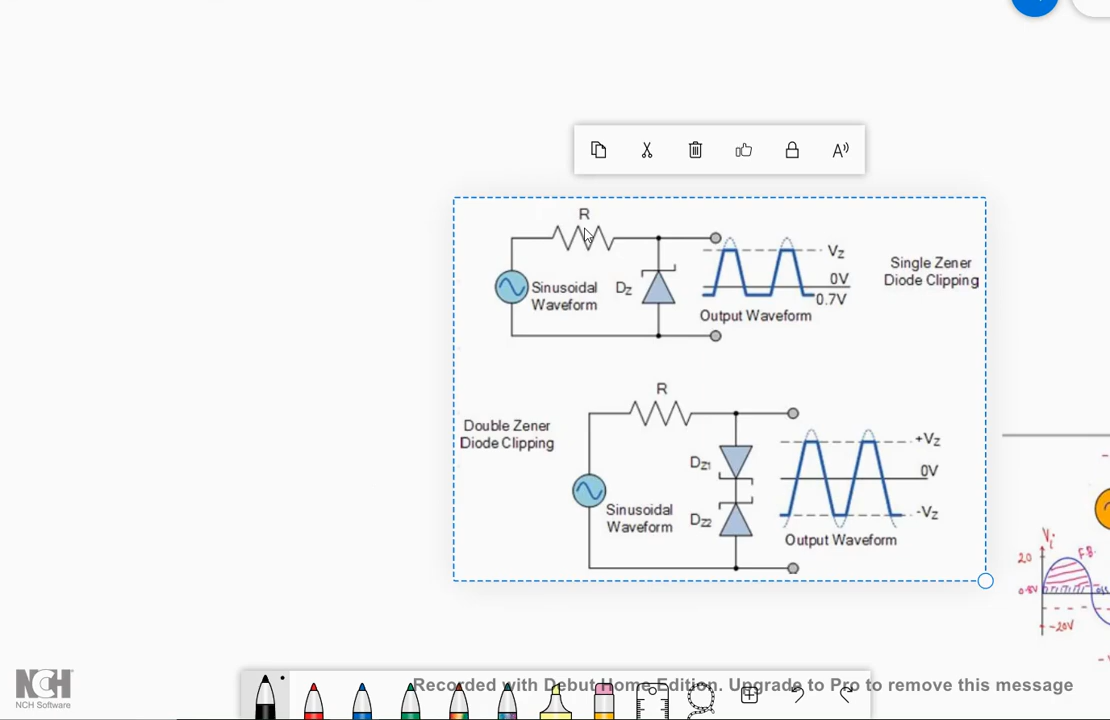 A
R
Sinusoidal
Waveform
Dz
Vz
0V
0.7V
Output Waveform
Single Zener
Diode Clipping
Double Zener
Diode Clipping
R
Dz1
Dz2
Sinusoidal
Waveform
+Vz
0V
-Vz
Output Waveform
Vi
20
F.B.
-20V
Recorded with Debut Home Edition. Upgrade to Pro to remove this message
NCH
NCH Software